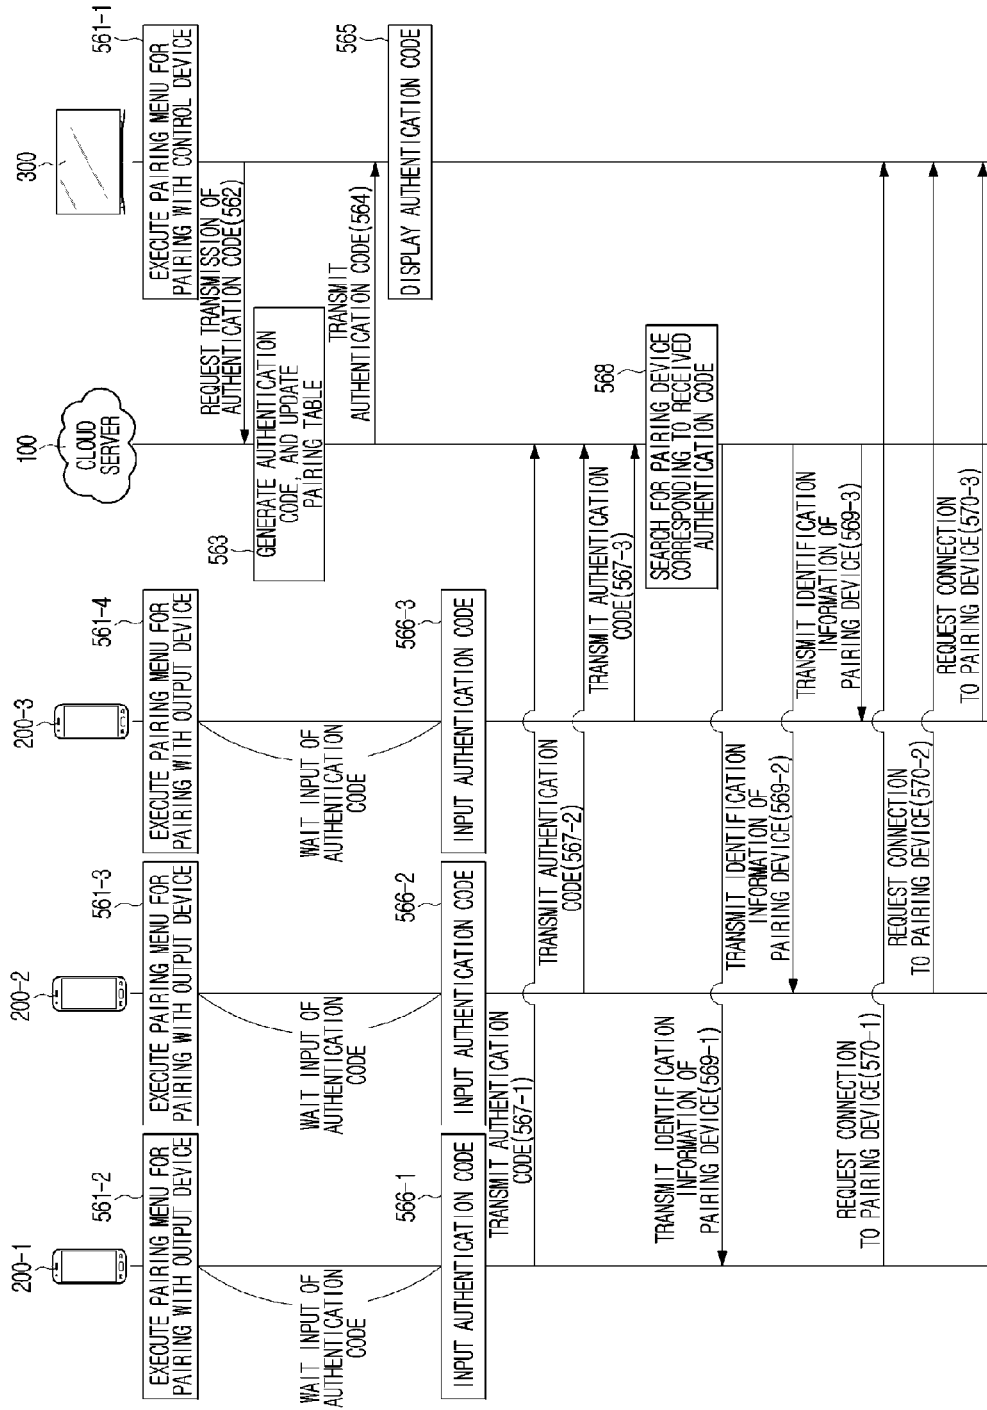 200-1
200-2
200-3
100
CLOUD
SERVER
300
561-2
EXECUTE PAIRING MENU FOR
PAIRING WITH OUTPUT DEVICE
561-3
EXECUTE PAIRING MENU FOR
PAIRING WITH OUTPUT DEVICE
561-4
EXECUTE PAIRING MENU FOR
PAIRING WITH OUTPUT DEVICE
561-1
EXECUTE PAIRING MENU FOR
PAIRING WITH CONTROL DEVICE
REQUEST TRANSMISSION OF
AUTHENTICATION CODE(562)
563
GENERATE AUTHENTICATION
CODE, AND UPDATE
PAIRING TABLE
WAIT INPUT OF
AUTHENTICATION
CODE
WAIT INPUT OF
AUTHENTICATION
CODE
WAIT INPUT OF
AUTHENTICATION
CODE
TRANSMIT
AUTHENTICATION CODE(564)
565
DISPLAY AUTHENTICATION CODE
566-1
INPUT AUTHENTICATION CODE
566-2
INPUT AUTHENTICATION CODE
566-3
INPUT AUTHENTICATION CODE
TRANSMIT AUTHENTICATION
CODE(567-1)
TRANSMIT AUTHENTICATION
CODE(567-2)
TRANSMIT AUTHENTICATION
CODE(567-3)
568
SEARCH FOR PAIRING DEVICE
CORRESPONDING TO RECEIVED
AUTHENTICATION CODE
TRANSMIT IDENTIFICATION
INFORMATION OF
PAIRING DEVICE(569-1)
TRANSMIT IDENTIFICATION
INFORMATION OF
PAIRING DEVICE(569-2)
TRANSMIT IDENTIFICATION
INFORMATION OF
PAIRING DEVICE(569-3)
REQUEST CONNECTION
TO PAIRING DEVICE(570-1)
REQUEST CONNECTION
TO PAIRING DEVICE(570-2)
REQUEST CONNECTION
TO PAIRING DEVICE(570-3)